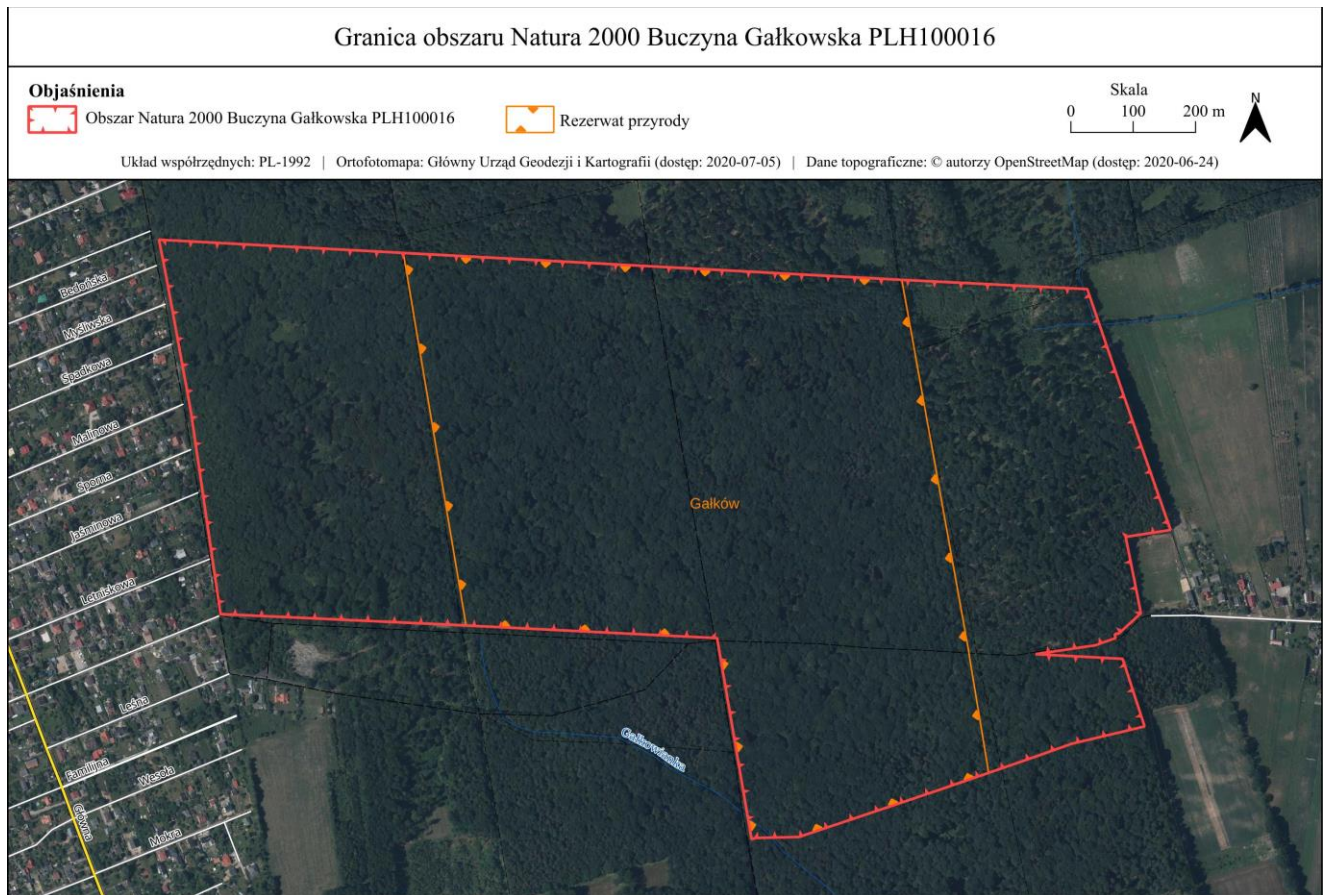 Granica obszaru Natura 2000 Buczyna Gałkowska PLH100016
Objaśnienia
Obszar Natura 2000 Buczyna Gałkowska PLH100016
Rezerwat przyrody
Skala
0 100 200 m
N
Układ współrzędnych: PL-1992 | Ortofotomapa: Główny Urząd Geodezji i Kartografii (dostęp: 2020-07-05) | Dane topograficzne: © autorzy OpenStreetMap (dostęp: 2020-06-24)
Bedońska
Myśliwska
Spadkowa
Malinowa
Sporna
Jaśminowa
Letniskowa
Gałków
Leśna
Familijna
Wesoła
Główna
Mokra
Gałkowianka